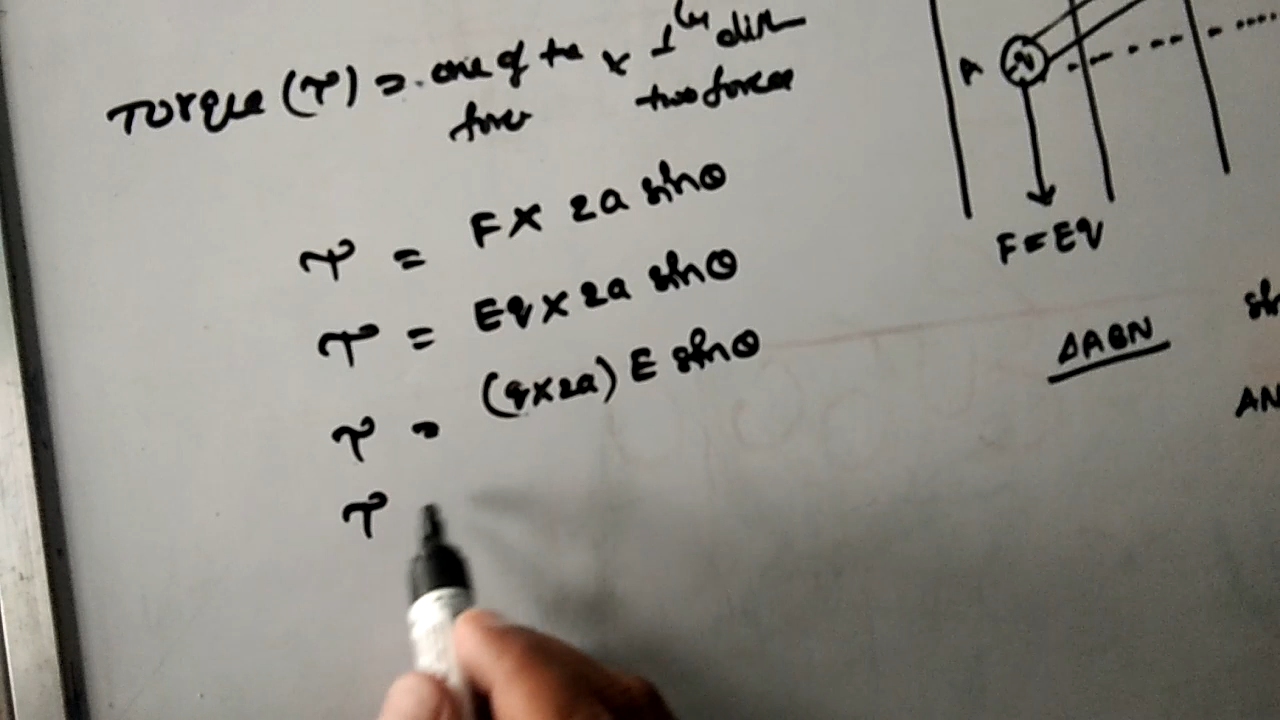 Torque (τ) = one of the × ⊥ dist
force two forces
τ = F × 2a sinθ
τ = Eq × 2a sinθ
τ = (q×2a) E sinθ
τ
A
F = Eq
ΔABN
AN